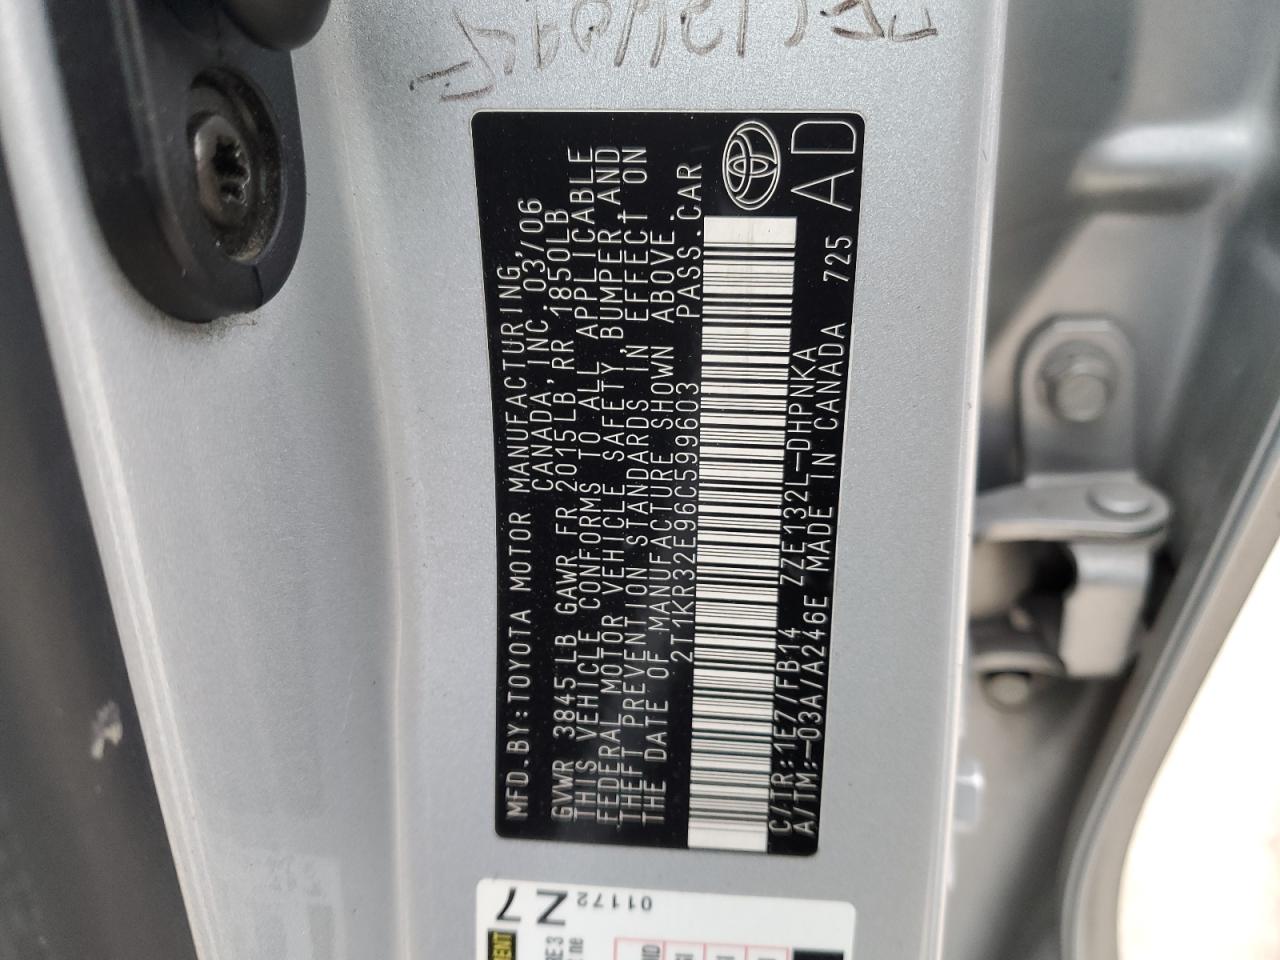 MFD.BY:TOYOTA MOTOR MANUFACTURING,
CANADA, INC. 03/06
GVWR 3845LB GAWR FR 2015LB, RR 1850LB
THIS VEHICLE CONFORMS TO ALL APPLICABLE
FEDERAL MOTOR VEHICLE SAFETY, BUMPER, AND
THEFT PREVENTION STANDARDS IN EFFECT ON
THE DATE OF MANUFACTURE SHOWN ABOVE.
2T1KR32E96C599603 PASS.CAR
C/TR:1E7/FB14 ZZE132L-DHPNKA
A/TM:-03A/A246E MADE IN CANADA 725
AD
Z7
01172